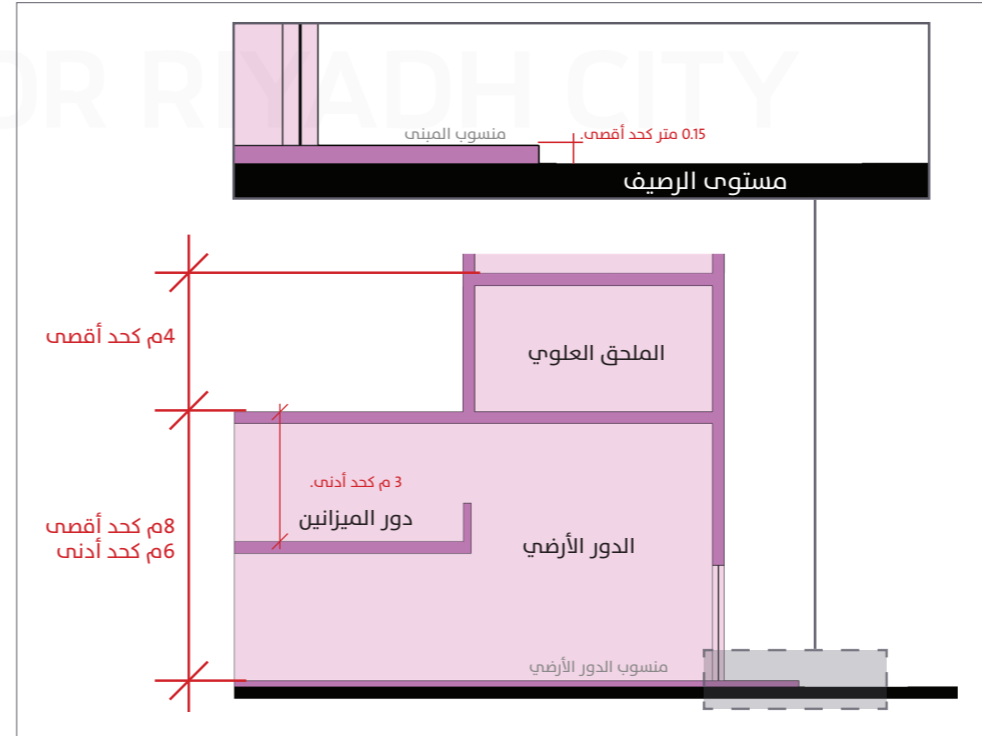 OR RIYADH CITY
منسوب المبنى
0.15 متر كحد أقصى.
مستوى الرصيف
4م كحد أقصى
الملحق العلوي
3 م كحد أدنى.
دور الميزانين
8م كحد أقصى
6م كحد أدنى
الدور الأرضي
منسوب الدور الأرضي